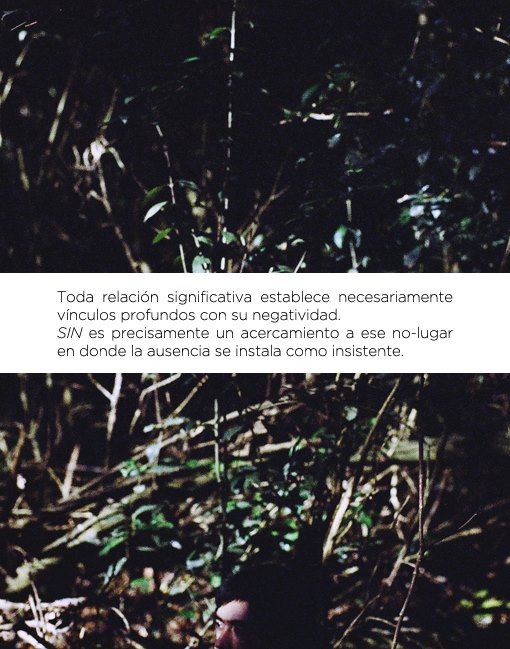 Toda relación significativa establece necesariamente
vínculos profundos con su negatividad.
SIN es precisamente un acercamiento a ese no-lugar
en donde la ausencia se instala como insistente.